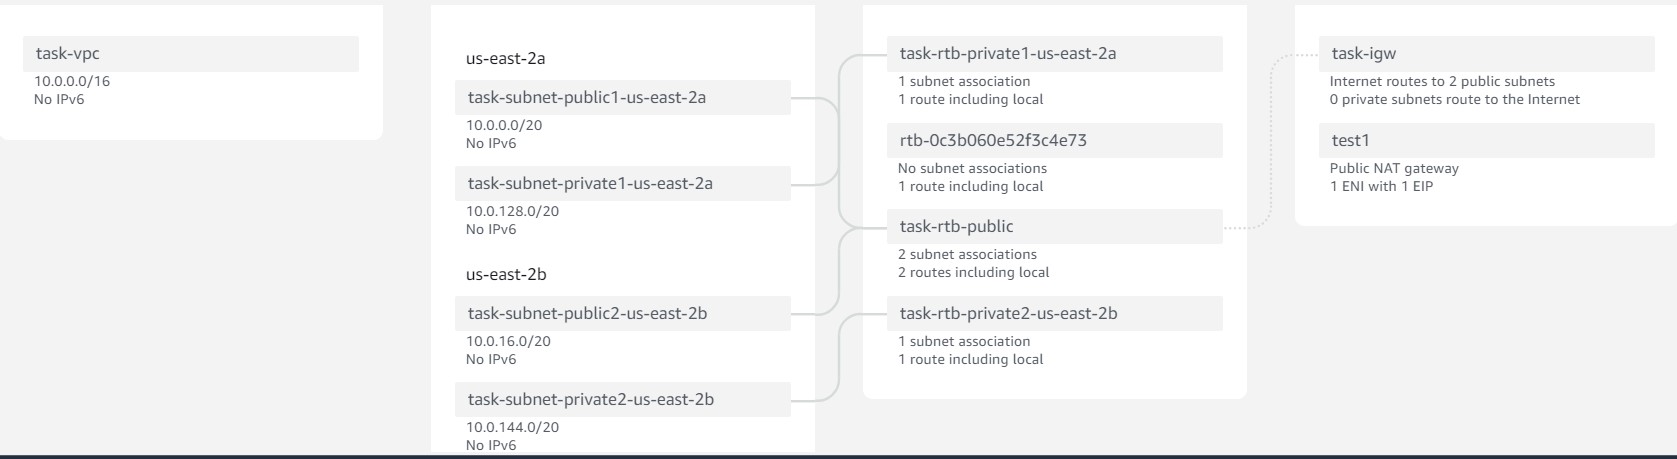 task-vpc
10.0.0.0/16
No IPv6
us-east-2a
task-subnet-public1-us-east-2a
10.0.0.0/20
No IPv6
task-subnet-private1-us-east-2a
10.0.128.0/20
No IPv6
us-east-2b
task-subnet-public2-us-east-2b
10.0.16.0/20
No IPv6
task-subnet-private2-us-east-2b
10.0.144.0/20
No IPv6
task-rtb-private1-us-east-2a
1 subnet association
1 route including local
rtb-0c3b060e52f3c4e73
No subnet associations
1 route including local
task-rtb-public
2 subnet associations
2 routes including local
task-rtb-private2-us-east-2b
1 subnet association
1 route including local
task-igw
Internet routes to 2 public subnets
0 private subnets route to the Internet
test1
Public NAT gateway
1 ENI with 1 EIP